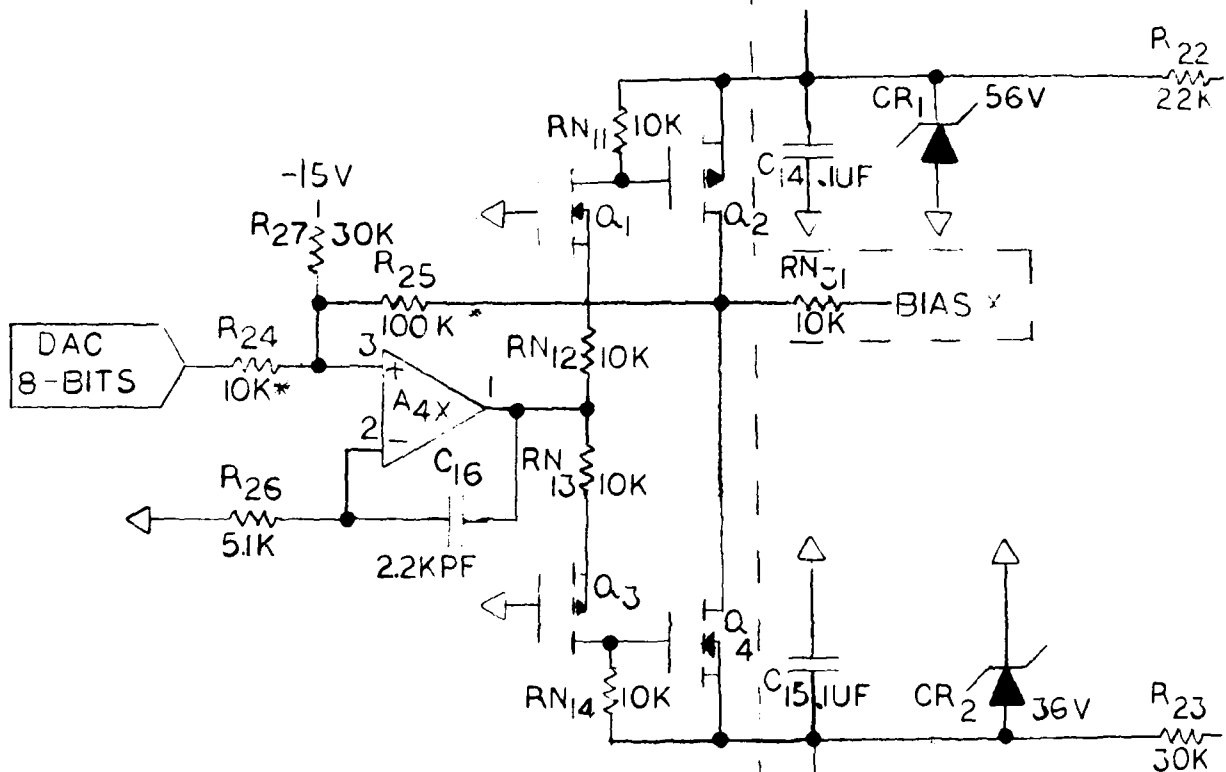 R22
22K
CR1
56V
RN11
10K
C14
.1UF
-15V
R27
30K
Q1
Q2
R25
100K*
RN31
10K
BIAS x
DAC
8-BITS
R24
10K*
RN12
10K
3
+
A4x
1
2
-
C16
2.2KPF
RN13
10K
R26
5.1K
Q3
Q4
RN14
10K
C15
.1UF
CR2
36V
R23
30K